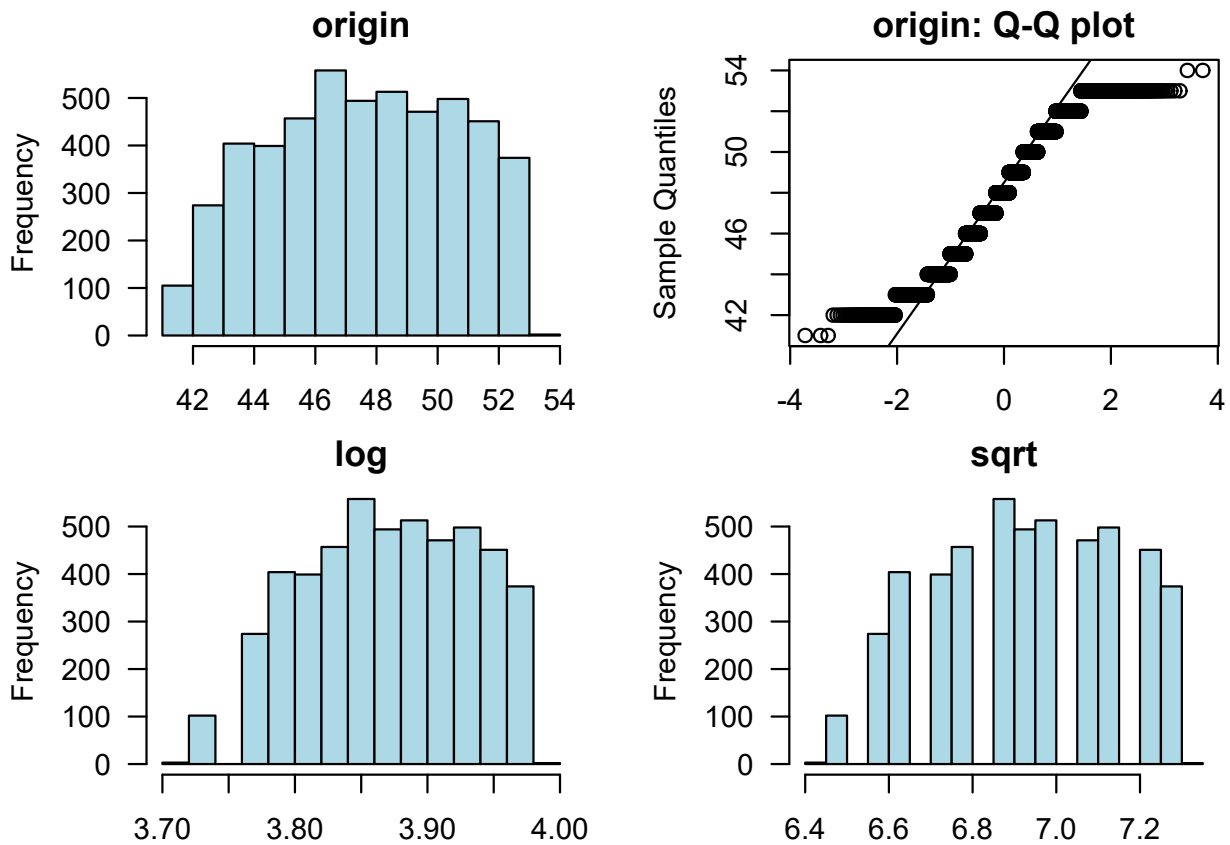 origin
Frequency
0 100 200 300 400 500
42 44 46 48 50 52 54
origin: Q-Q plot
Sample Quantiles
42 46 50 54
-4 -2 0 2 4
log
Frequency
0 100 200 300 400 500
3.70 3.80 3.90 4.00
sqrt
Frequency
0 100 200 300 400 500
6.4 6.6 6.8 7.0 7.2